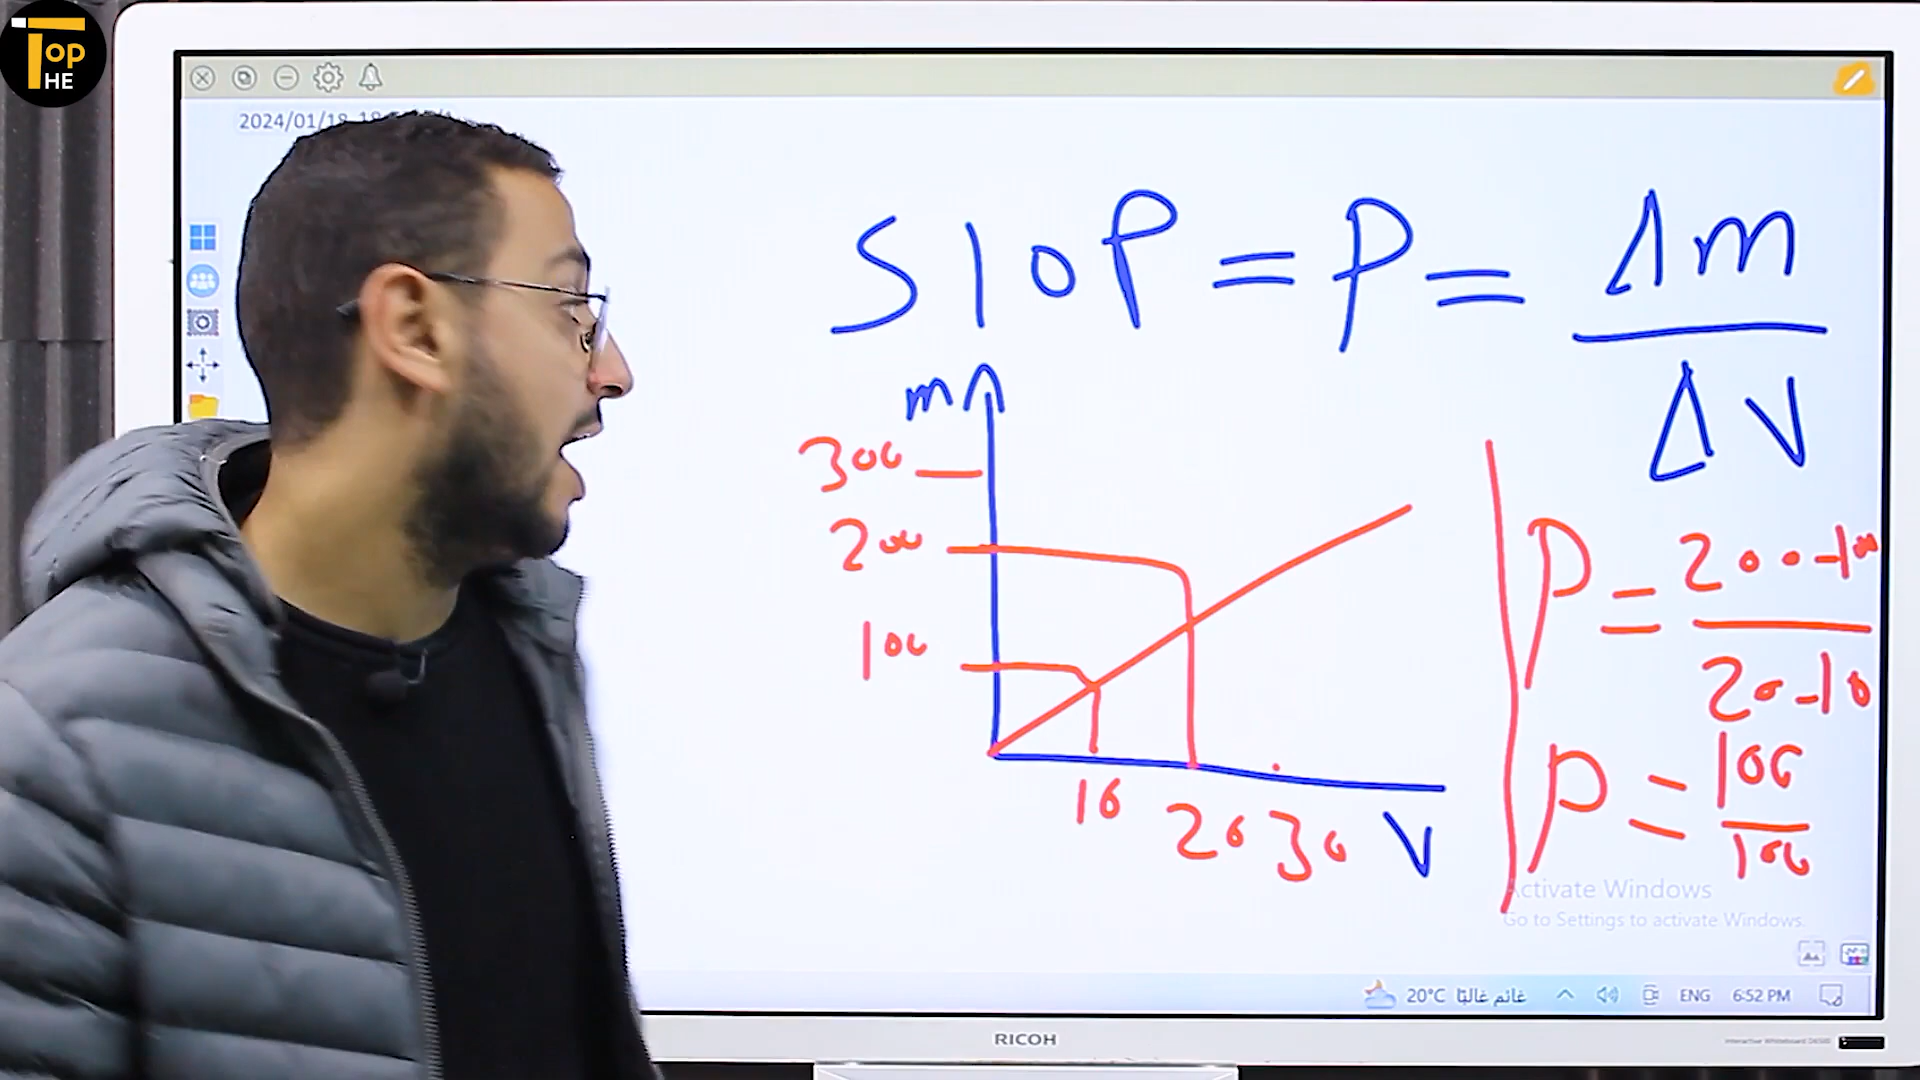 Top
THE
2024/01/18
Slop = ρ = Δm / ΔV
m
300
200
100
10 20 30 V
ρ = 200-100 / 20-10
ρ = 100 / 100
Activate Windows
Go to Settings to activate Windows.
20°C غائم غالبًا ENG 6:52 PM
RICOH